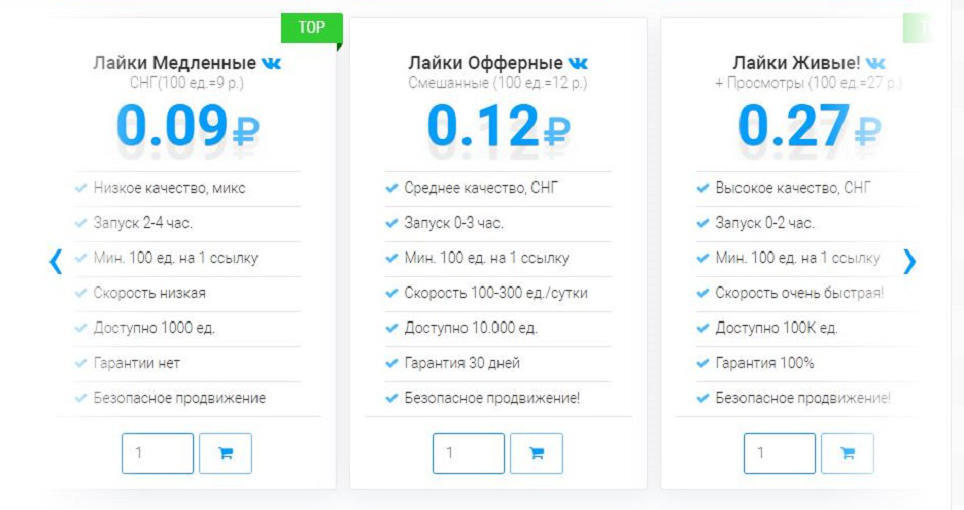 TOP
Лайки Медленные
СНГ(100 ед.=9 р.)
0.09₽
Низкое качество, микс
Запуск 2-4 час.
Мин. 100 ед. на 1 ссылку
Скорость низкая
Доступно 1000 ед.
Гарантии нет
Безопасное продвижение
1
Лайки Офферные
Смешанные (100 ед.=12 р.)
0.12₽
Среднее качество, СНГ
Запуск 0-3 час.
Мин. 100 ед. на 1 ссылку
Скорость 100-300 ед./сутки
Доступно 10.000 ед.
Гарантия 30 дней
Безопасное продвижение!
1
Лайки Живые!
+ Просмотры (100 ед.=27 р.)
0.27₽
Высокое качество, СНГ
Запуск 0-2 час.
Мин. 100 ед. на 1 ссылку
Скорость очень быстрая!
Доступно 100К ед.
Гарантия 100%
Безопасное продвижение!
1